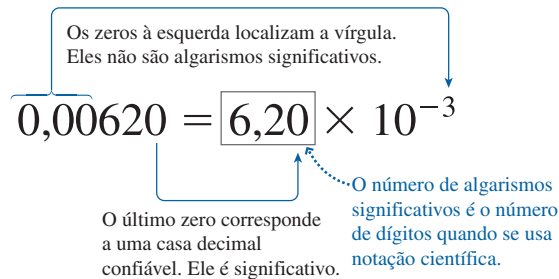 Os zeros à esquerda localizam a vírgula.
Eles não são algarismos significativos.
0,00620 = 6,20 × 10⁻³
O último zero corresponde
a uma casa decimal
confiável. Ele é significativo.
O número de algarismos
significativos é o número
de dígitos quando se usa
notação científica.